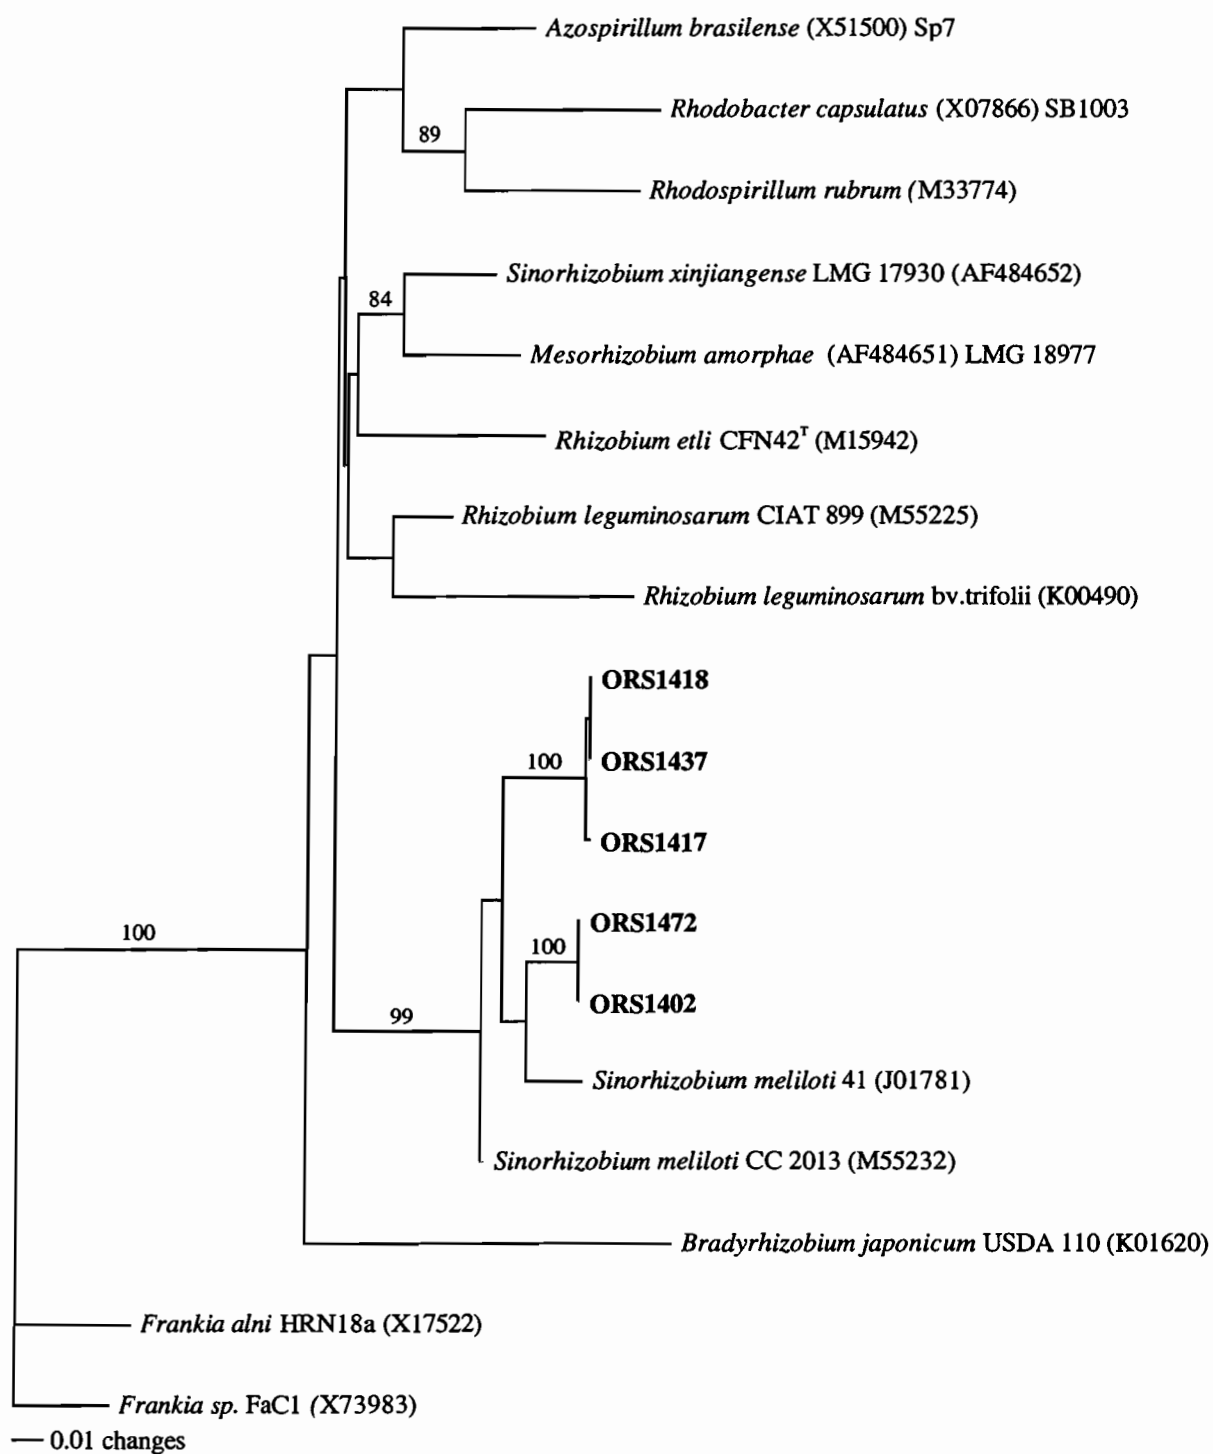 Azospirillum brasilense (X51500) Sp7
Rhodobacter capsulatus (X07866) SB1003
89
Rhodospirillum rubrum (M33774)
Sinorhizobium xinjiangense LMG 17930 (AF484652)
84
Mesorhizobium amorphae (AF484651) LMG 18977
Rhizobium etli CFN42T (M15942)
Rhizobium leguminosarum CIAT 899 (M55225)
Rhizobium leguminosarum bv.trifolii (K00490)
ORS1418
100
ORS1437
ORS1417
ORS1472
100
100
ORS1402
99
Sinorhizobium meliloti 41 (J01781)
Sinorhizobium meliloti CC 2013 (M55232)
Bradyrhizobium japonicum USDA 110 (K01620)
Frankia alni HRN18a (X17522)
Frankia sp. FaC1 (X73983)
0.01 changes